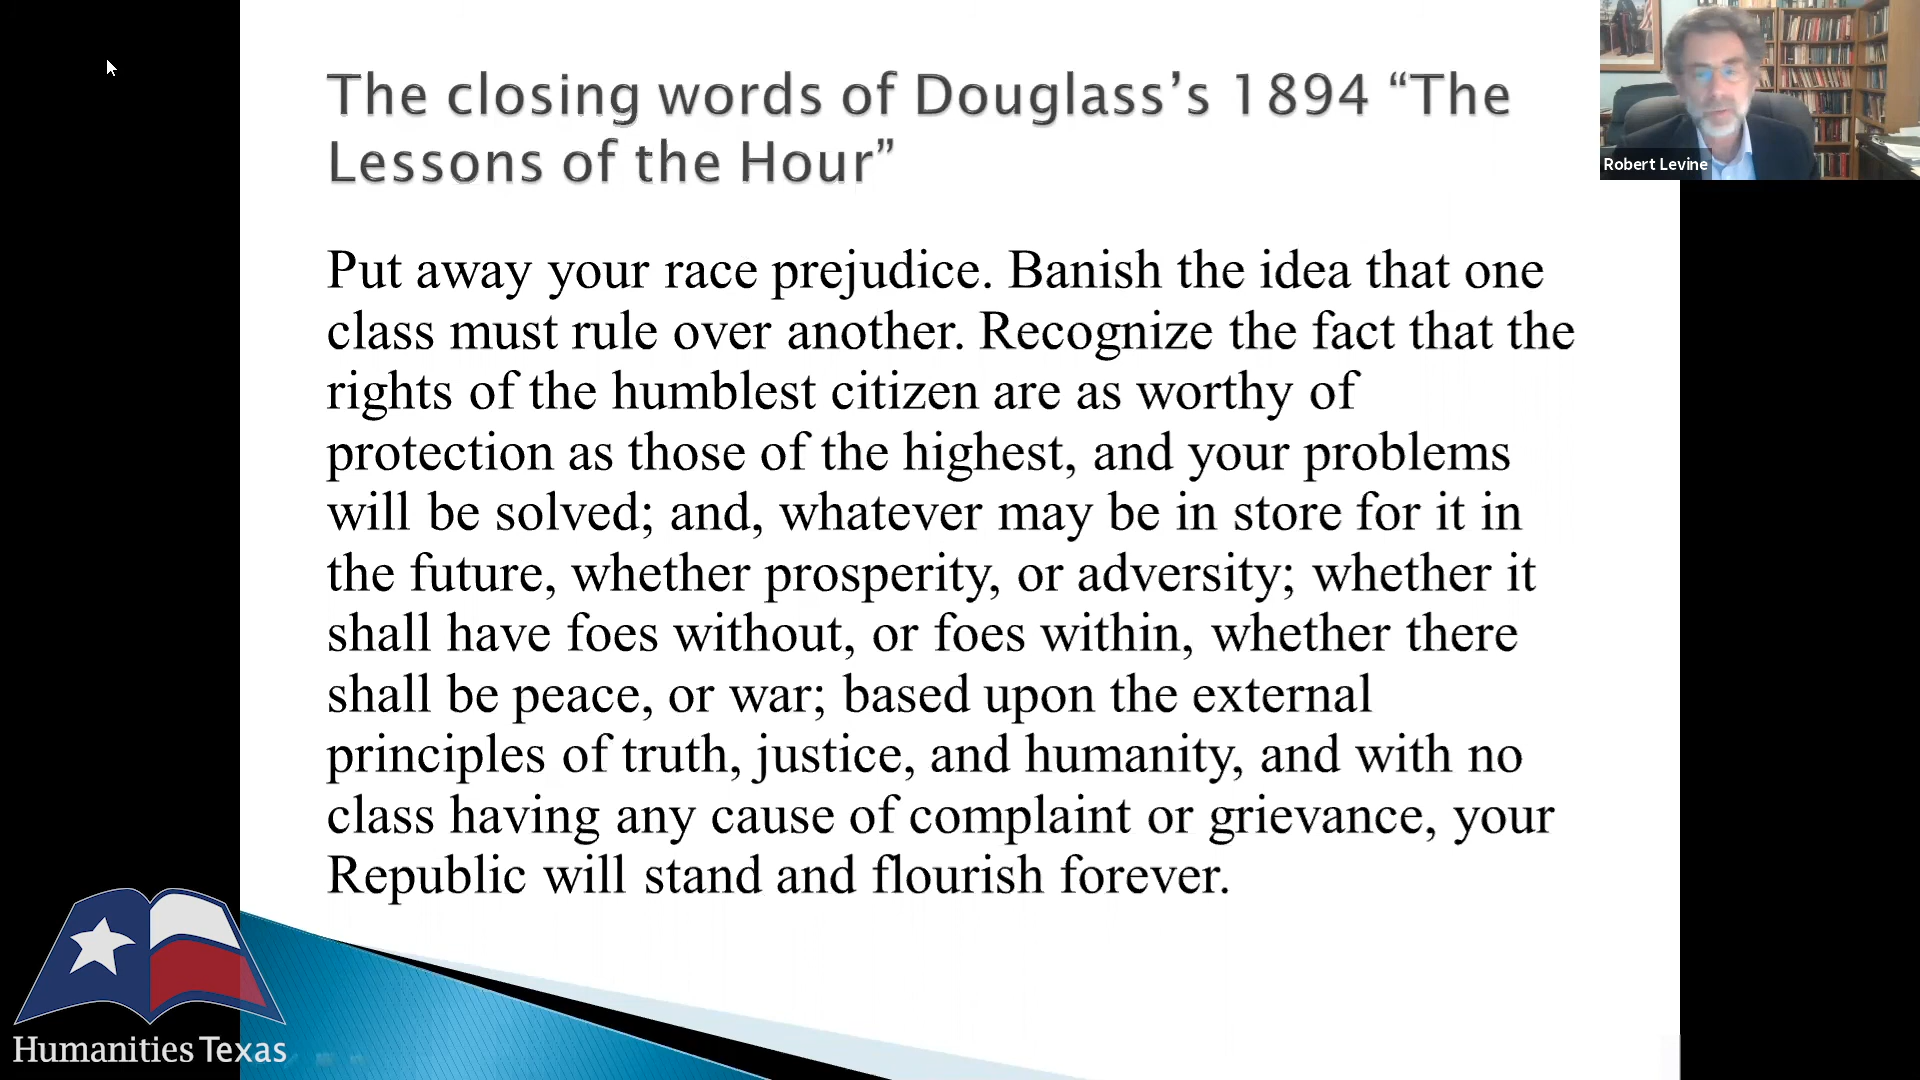 The closing words of Douglass’s 1894 “The
Lessons of the Hour”
Robert Levine
Put away your race prejudice. Banish the idea that one
class must rule over another. Recognize the fact that the
rights of the humblest citizen are as worthy of
protection as those of the highest, and your problems
will be solved; and, whatever may be in store for it in
the future, whether prosperity, or adversity; whether it
shall have foes without, or foes within, whether there
shall be peace, or war; based upon the external
principles of truth, justice, and humanity, and with no
class having any cause of complaint or grievance, your
Republic will stand and flourish forever.
Humanities Texas